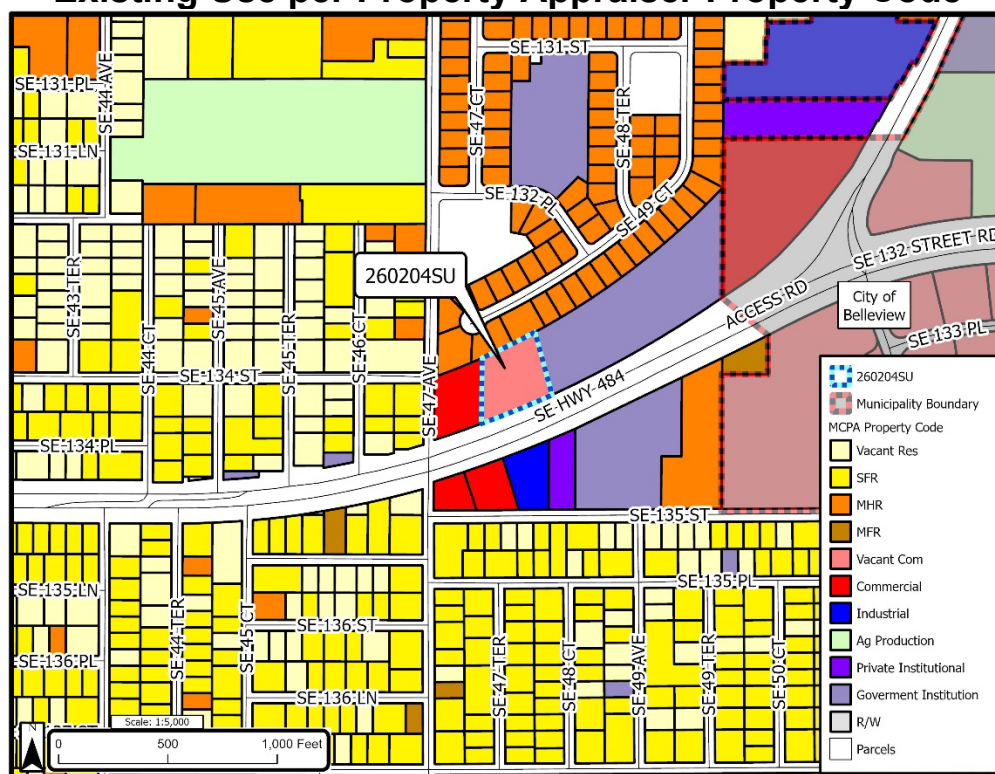 Existing Use per Property Appraiser Property Code
SE 131 ST
SE-131-PL
SE-44-AVE
SE-131-LN
SE-47-CT
SE-48-TER
SE-132-PL
SE-49-CT
SE-43-TER
SE-44-CT
SE-45-AVE
SE-45-TER
SE-46-CT
SE-47-AVE
260204SU
SE-134-ST
SE-134-PL
SE-HWY-484
ACCESS RD
SE 132 STREET RD
SE-133 PL
City of
Belleview
SE-135-ST
SE-135-PL
SE-135-LN
SE-136-ST
SE-136-PL
SE-136-LN
SE-44-TER
SE-45-CT
SE-47-TER
SE-48-CT
SE-49-AVE
SE-49-TER
SE-50-CT
260204SU
Municipality Boundary
MCPA Property Code
Vacant Res
SFR
MHR
MFR
Vacant Com
Commercial
Industrial
Ag Production
Private Institutional
Goverment Institution
R/W
Parcels
Scale: 1:5,000
0 500 1,000 Feet